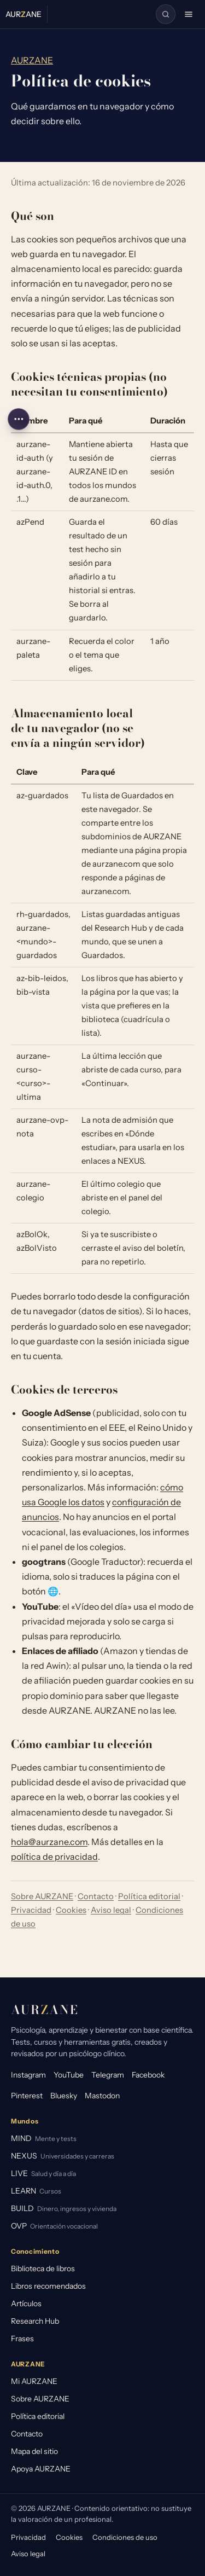 AURZANE
AURZANE
Política de cookies
Qué guardamos en tu navegador y cómo
decidir sobre ello.
Última actualización: 16 de noviembre de 2026
Qué son
Las cookies son pequeños archivos que una
web guarda en tu navegador. El
almacenamiento local es parecido: guarda
información en tu navegador, pero no se
envía a ningún servidor. Las técnicas son
necesarias para que la web funcione o
recuerde lo que tú eliges; las de publicidad
solo se usan si las aceptas.
Cookies técnicas propias (no
necesitan tu consentimiento)
mbre Para qué Duración
aurzane- Mantiene abierta Hasta que
id-auth (y tu sesión de cierras
aurzane- AURZANE ID en sesión
id-auth.0, todos los mundos
.1…) de aurzane.com.
azPend Guarda el 60 días
resultado de un
test hecho sin
sesión para
añadirlo a tu
historial si entras.
Se borra al
guardarlo.
aurzane- Recuerda el color 1 año
paleta o el tema que
eliges.
Almacenamiento local
de tu navegador (no se
envía a ningún servidor)
Clave Para qué
az-guardados Tu lista de Guardados en
este navegador. Se
comparte entre los
subdominios de AURZANE
mediante una página propia
de aurzane.com que solo
responde a páginas de
aurzane.com.
rh-guardados, Listas guardadas antiguas
aurzane- del Research Hub y de cada
<mundo>- mundo, que se unen a
guardados Guardados.
az-bib-leidos, Los libros que has abierto y
bib-vista la página por la que vas; la
vista que prefieres en la
biblioteca (cuadrícula o
lista).
aurzane- La última lección que
curso- abriste de cada curso, para
<curso>- «Continuar».
ultima
aurzane-ovp- La nota de admisión que
nota escribes en «Dónde
estudiar», para usarla en los
enlaces a NEXUS.
aurzane- El último colegio que
colegio abriste en el panel del
colegio.
azBolOk, Si ya te suscribiste o
azBolVisto cerraste el aviso del boletín,
para no repetirlo.
Puedes borrarlo todo desde la configuración
de tu navegador (datos de sitios). Si lo haces,
perderás lo guardado solo en ese navegador;
lo que guardaste con la sesión iniciada sigue
en tu cuenta.
Cookies de terceros
Google AdSense (publicidad, solo con tu
consentimiento en el EEE, el Reino Unido y
Suiza): Google y sus socios pueden usar
cookies para mostrar anuncios, medir su
rendimiento y, si lo aceptas,
personalizarlos. Más información: cómo
usa Google los datos y configuración de
anuncios. No hay anuncios en el portal
vocacional, las evaluaciones, los informes
ni el panel de los colegios.
googtrans (Google Traductor): recuerda el
idioma, solo si traduces la página con el
botón 🌐.
YouTube: el «Vídeo del día» usa el modo de
privacidad mejorada y solo se carga si
pulsas para reproducirlo.
Enlaces de afiliado (Amazon y tiendas de
la red Awin): al pulsar uno, la tienda o la red
de afiliación pueden guardar cookies en su
propio dominio para saber que llegaste
desde AURZANE. AURZANE no las lee.
Cómo cambiar tu elección
Puedes cambiar tu consentimiento de
publicidad desde el aviso de privacidad que
aparece en la web, o borrar las cookies y el
almacenamiento desde tu navegador. Si
tienes dudas, escríbenos a
hola@aurzane.com. Más detalles en la
política de privacidad.
Sobre AURZANE · Contacto · Política editorial ·
Privacidad · Cookies · Aviso legal · Condiciones
de uso
AURZANE
Psicología, aprendizaje y bienestar con base científica.
Tests, cursos y herramientas gratuitos, creados y
revisados por un psicólogo clínico.
Instagram YouTube Telegram Facebook
Pinterest Bluesky Mastodon
Mundos
MIND Mente y tests
NEXUS Universidades y carreras
LIVE Salud y día a día
LEARN Cursos
BUILD Dinero, ingresos y vivienda
OVP Orientación vocacional
Conocimiento
Biblioteca de libros
Libros recomendados
Artículos
Research Hub
Frases
AURZANE
Mi AURZANE
Sobre AURZANE
Política editorial
Contacto
Mapa del sitio
Apoya AURZANE
© 2026 AURZANE · Contenido orientativo: no sustituye
la valoración de un profesional.
Privacidad Cookies Condiciones de uso
Aviso legal